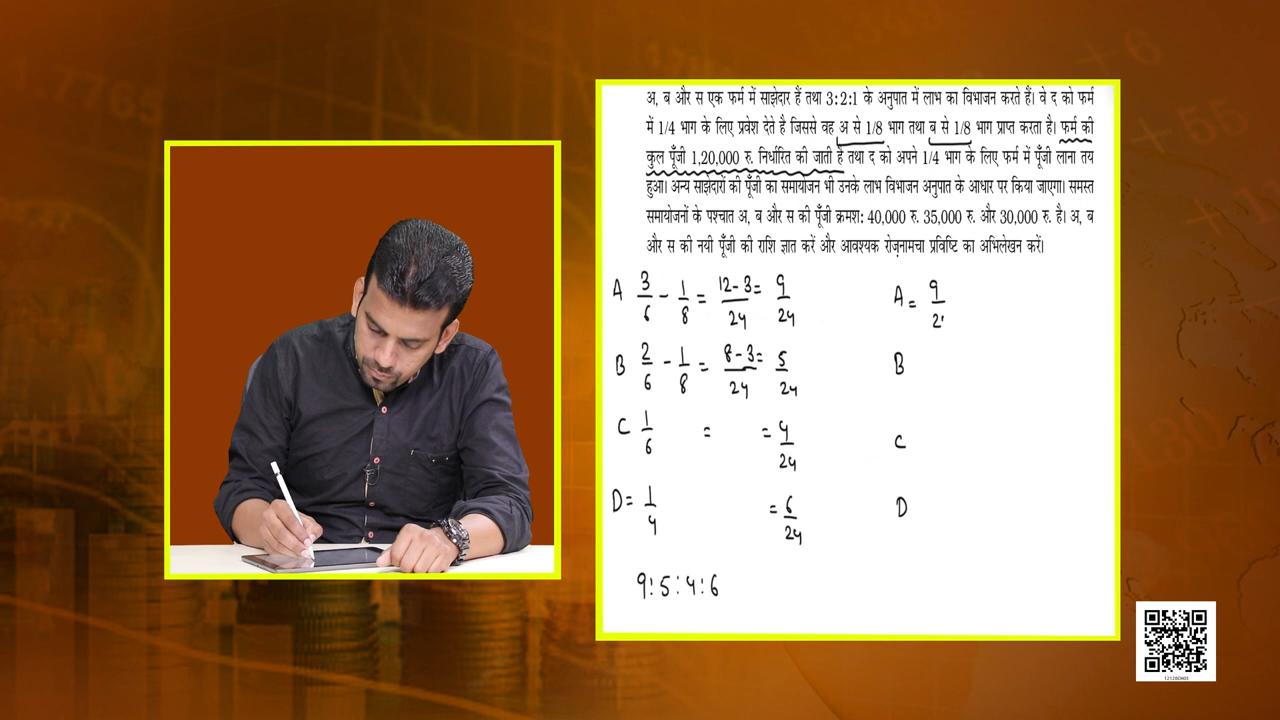 अ, ब और स एक फर्म में साझेदार हैं तथा 3:2:1 के अनुपात में लाभ का विभाजन करते हैं। वे द को फर्म
में 1/4 भाग के लिए प्रवेश देते है जिससे वह अ से 1/8 भाग तथा ब से 1/8 भाग प्राप्त करता है। फर्म की
कुल पूँजी 1,20,000 रु. निर्धारित की जाती है तथा द को अपने 1/4 भाग के लिए फर्म में पूँजी लाना तय
हुआ। अन्य साझेदारों की पूँजी का समायोजन भी उनके लाभ विभाजन अनुपात के आधार पर किया जाएगा। समस्त
समायोजनों के पश्चात अ, ब और स की पूँजी क्रमश: 40,000 रु. 35,000 रु. और 30,000 रु. है। अ, ब
और स की नयी पूँजी की राशि ज्ञात करें और आवश्यक रोज़नामचा प्रविष्टि का अभिलेखन करें।
A 3/6 - 1/8 = 12-3/24 = 9/24
A = 9/2
B 2/6 - 1/8 = 8-3/24 = 5/24
B
C 1/6 = = 4/24
C
D = 1/4 = 6/24
D
9:5:4:6
12120CH03